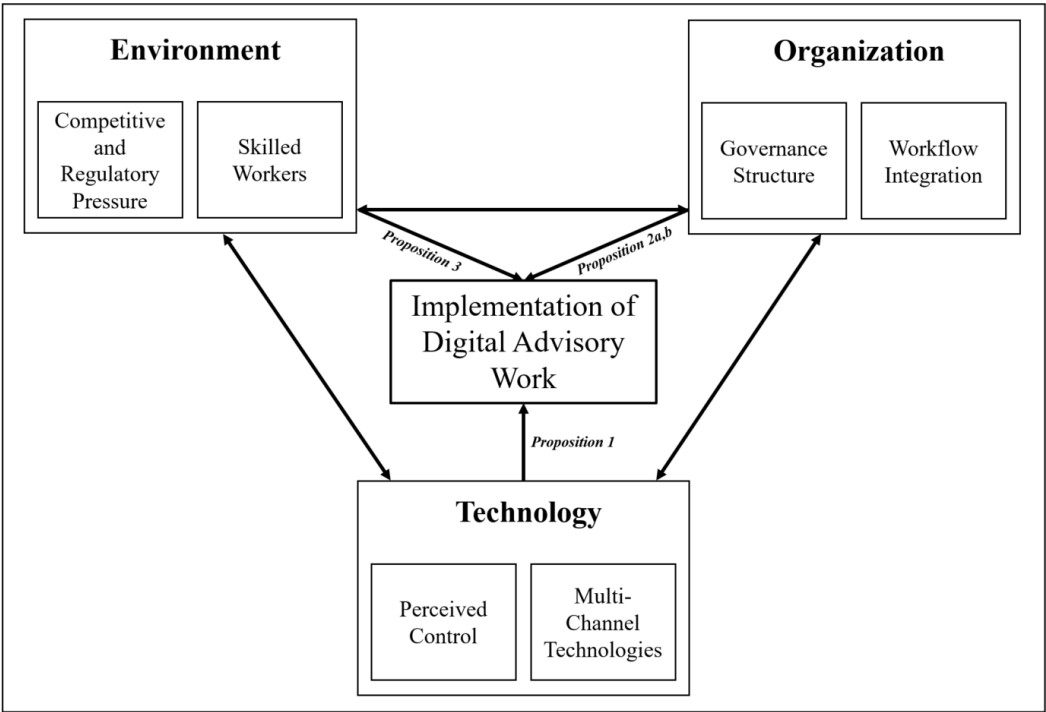 Environment
Competitive
and
Regulatory
Pressure
Skilled
Workers
Organization
Governance
Structure
Workflow
Integration
Proposition 3
Proposition 2a,b
Implementation of
Digital Advisory
Work
Proposition 1
Technology
Perceived
Control
Multi-
Channel
Technologies